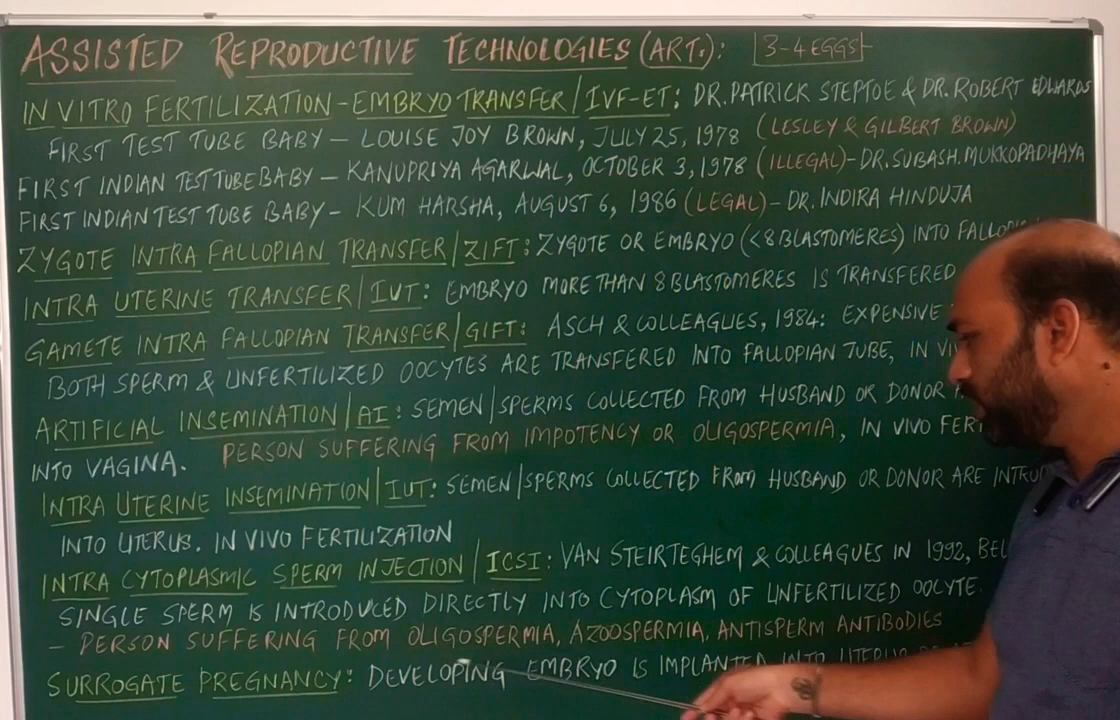 ASSISTED REPRODUCTIVE TECHNOLOGIES (ART): 3-4 EGGS
IN VITRO FERTILIZATION - EMBRYO TRANSFER / IVF-ET: DR. PATRICK STEPTOE & DR. ROBERT EDWARDS
FIRST TEST TUBE BABY - LOUISE JOY BROWN, JULY 25, 1978 (LESLEY & GILBERT BROWN)
FIRST INDIAN TEST TUBE BABY - KANUPRIYA AGARWAL, OCTOBER 3, 1978 (ILLEGAL) - DR. SUBASH. MUKKOPADHAYA
FIRST INDIAN TEST TUBE BABY - KUM HARSHA, AUGUST 6, 1986 (LEGAL) - DR. INDIRA HINDUJA
ZYGOTE INTRA FALLOPIAN TRANSFER / ZIFT: ZYGOTE OR EMBRYO (<8 BLASTOMERES) INTO
INTRA UTERINE TRANSFER / IUT: EMBRYO MORE THAN 8 BLASTOMERES IS TRANSFERED
GAMETE INTRA FALLOPIAN TRANSFER / GIFT: ASCH & COLLEAGUES, 1984: EXPENSIVE
BOTH SPERM & UNFERTILIZED OOCYTES ARE TRANSFERED INTO FALLOPIAN TUBE, IN
ARTIFICIAL INSEMINATION / AI: SEMEN / SPERMS COLLECTED FROM HUSBAND OR DONOR
INTO VAGINA. PERSON SUFFERING FROM IMPOTENCY OR OLIGOSPERMIA, IN VIVO
INTRA UTERINE INSEMINATION / IUT: SEMEN / SPERMS COLLECTED FROM HUSBAND OR DONOR ARE
INTO UTERUS. IN VIVO FERTILIZATION
INTRA CYTOPLASMIC SPERM INJECTION / ICSI: VAN STEIRTEGHEM & COLLEAGUES IN 1992,
SINGLE SPERM IS INTRODUCED DIRECTLY INTO CYTOPLASM OF UNFERTILIZED OOCYTE.
- PERSON SUFFERING FROM OLIGOSPERMIA, AZOOSPERMIA, ANTISPERM ANTIBODIES
SURROGATE PREGNANCY: DEVELOPING EMBRYO IS IMPLANTED INTO UTERUS